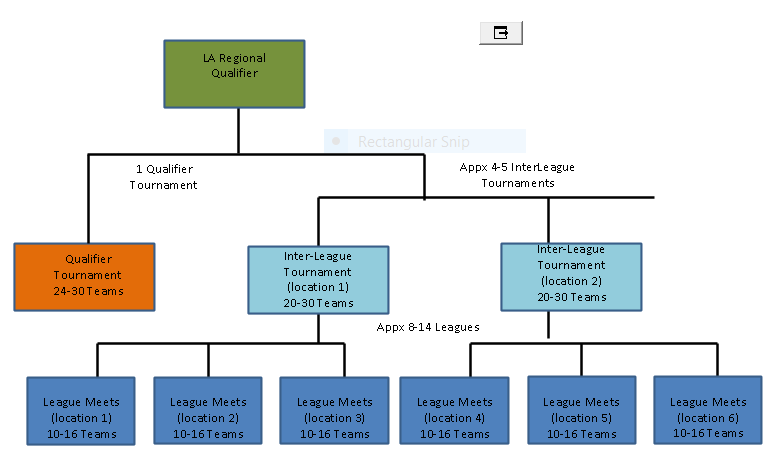 LA Regional
Qualifier
Rectangular Snip
1 Qualifier
Tournament
Appx 4-5 InterLeague
Tournaments
Qualifier
Tournament
24-30 Teams
Inter-League
Tournament
(location 1)
20-30 Teams
Inter-League
Tournament
(location 2)
20-30 Teams
Appx 8-14 Leagues
League Meets
(location 1)
10-16 Teams
League Meets
(location 2)
10-16 Teams
League Meets
(location 3)
10-16 Teams
League Meets
(location 4)
10-16 Teams
League Meets
(location 5)
10-16 Teams
League Meets
(location 6)
10-16 Teams